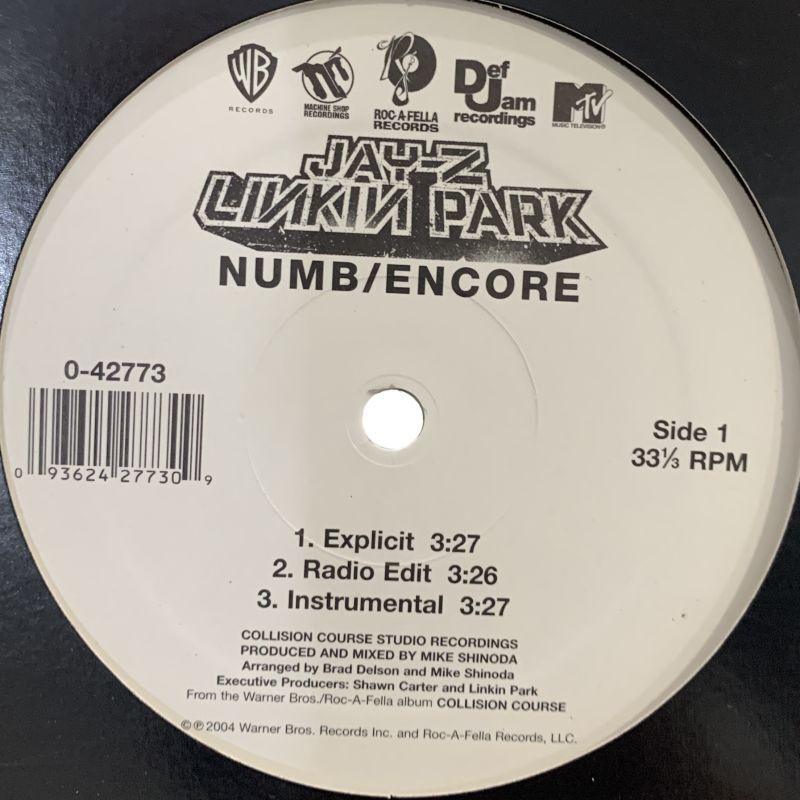 WB
RECORDS
MACHINE SHOP
RECORDINGS
R
ROC-A-FELLA
RECORDS
Def
Jam
recordings
MTV
MUSIC TELEVISION®
JAY-Z
LINKIN PARK
NUMB/ENCORE
0-42773
0 93624 27730 9
Side 1
33⅓ RPM
1. Explicit 3:27
2. Radio Edit 3:26
3. Instrumental 3:27
COLLISION COURSE STUDIO RECORDINGS
PRODUCED AND MIXED BY MIKE SHINODA
Arranged by Brad Delson and Mike Shinoda
Executive Producers: Shawn Carter and Linkin Park
From the Warner Bros./Roc-A-Fella album COLLISION COURSE
©℗2004 Warner Bros. Records Inc. and Roc-A-Fella Records, LLC.